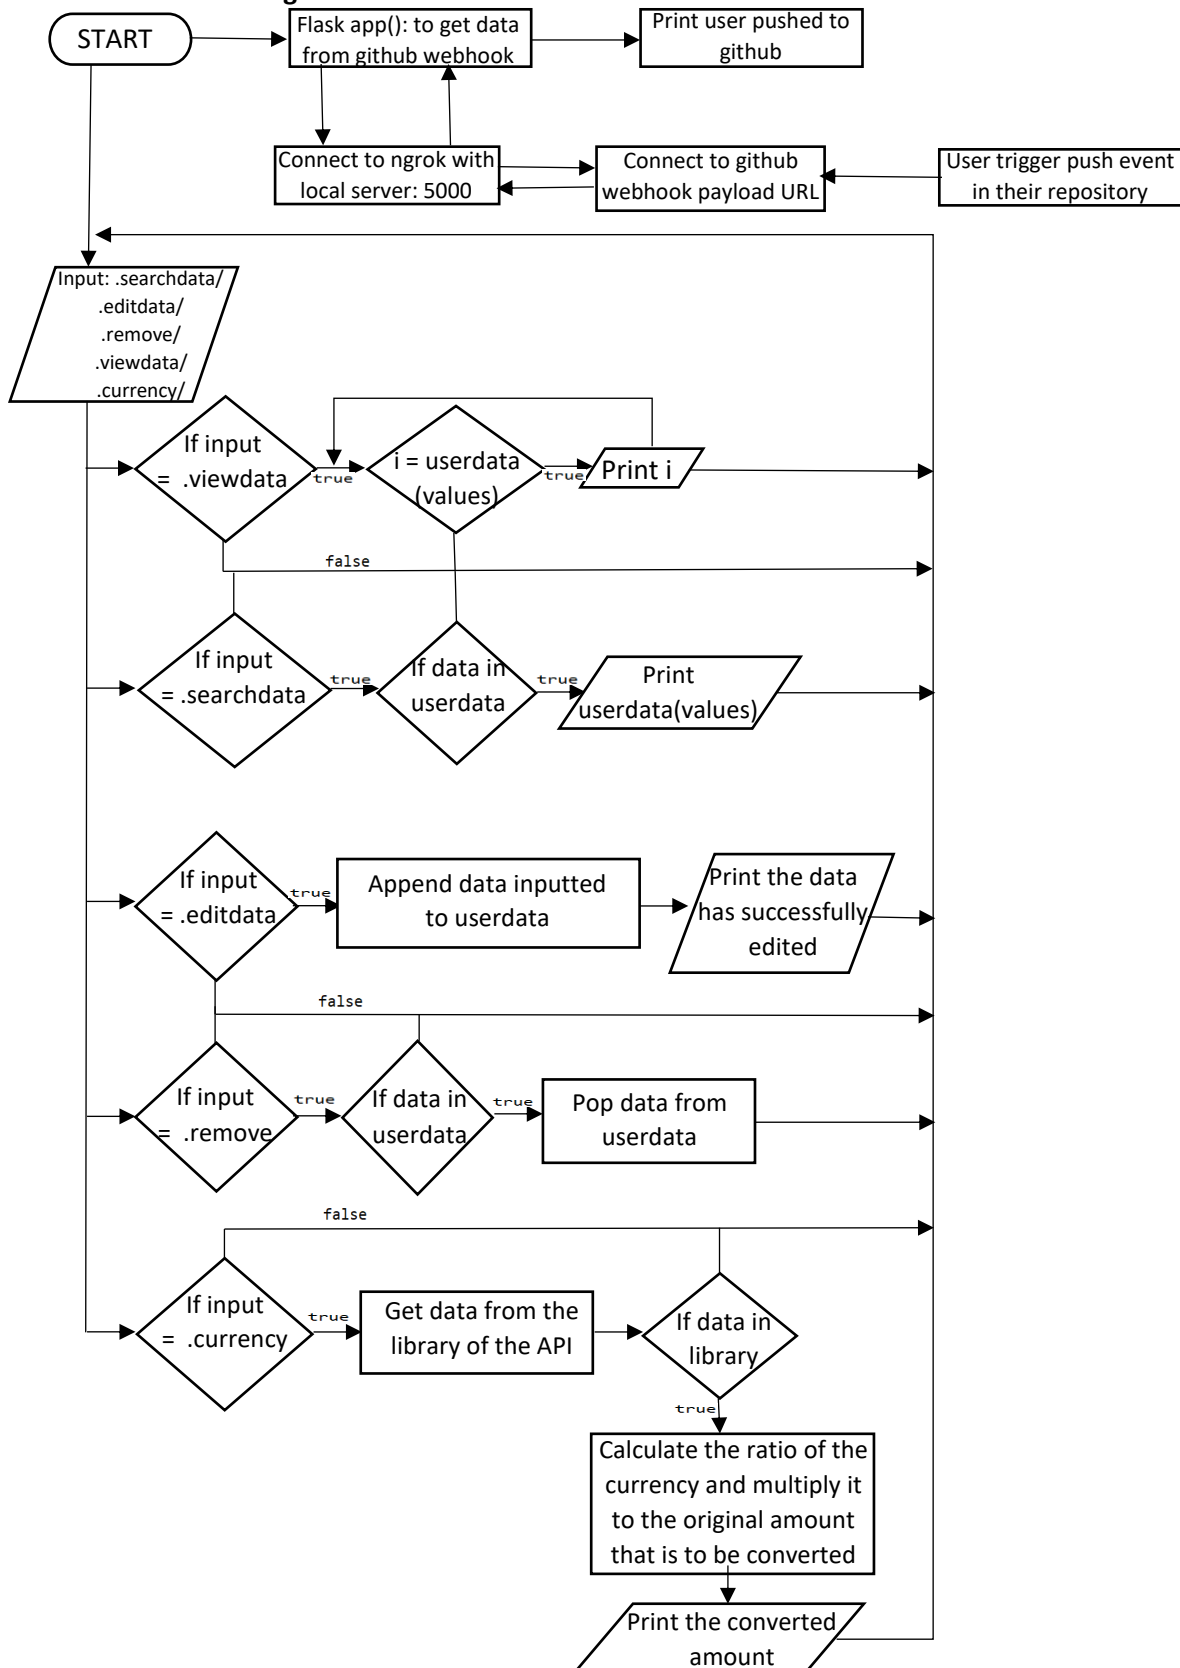 START
Flask app(): to get data
from github webhook
Print user pushed to
github
Connect to ngrok with
local server: 5000
Connect to github
webhook payload URL
User trigger push event
in their repository
Input: .searchdata/
.editdata/
.remove/
.viewdata/
.currency/
If input
= .viewdata
true
i = userdata
(values)
true
Print i
false
If input
= .searchdata
true
If data in
userdata
true
Print
userdata(values)
If input
= .editdata
true
Append data inputted
to userdata
Print the data
has successfully
edited
false
If input
= .remove
true
If data in
userdata
true
Pop data from
userdata
false
If input
= .currency
true
Get data from the
library of the API
If data in
library
true
Calculate the ratio of the
currency and multiply it
to the original amount
that is to be converted
Print the converted
amount